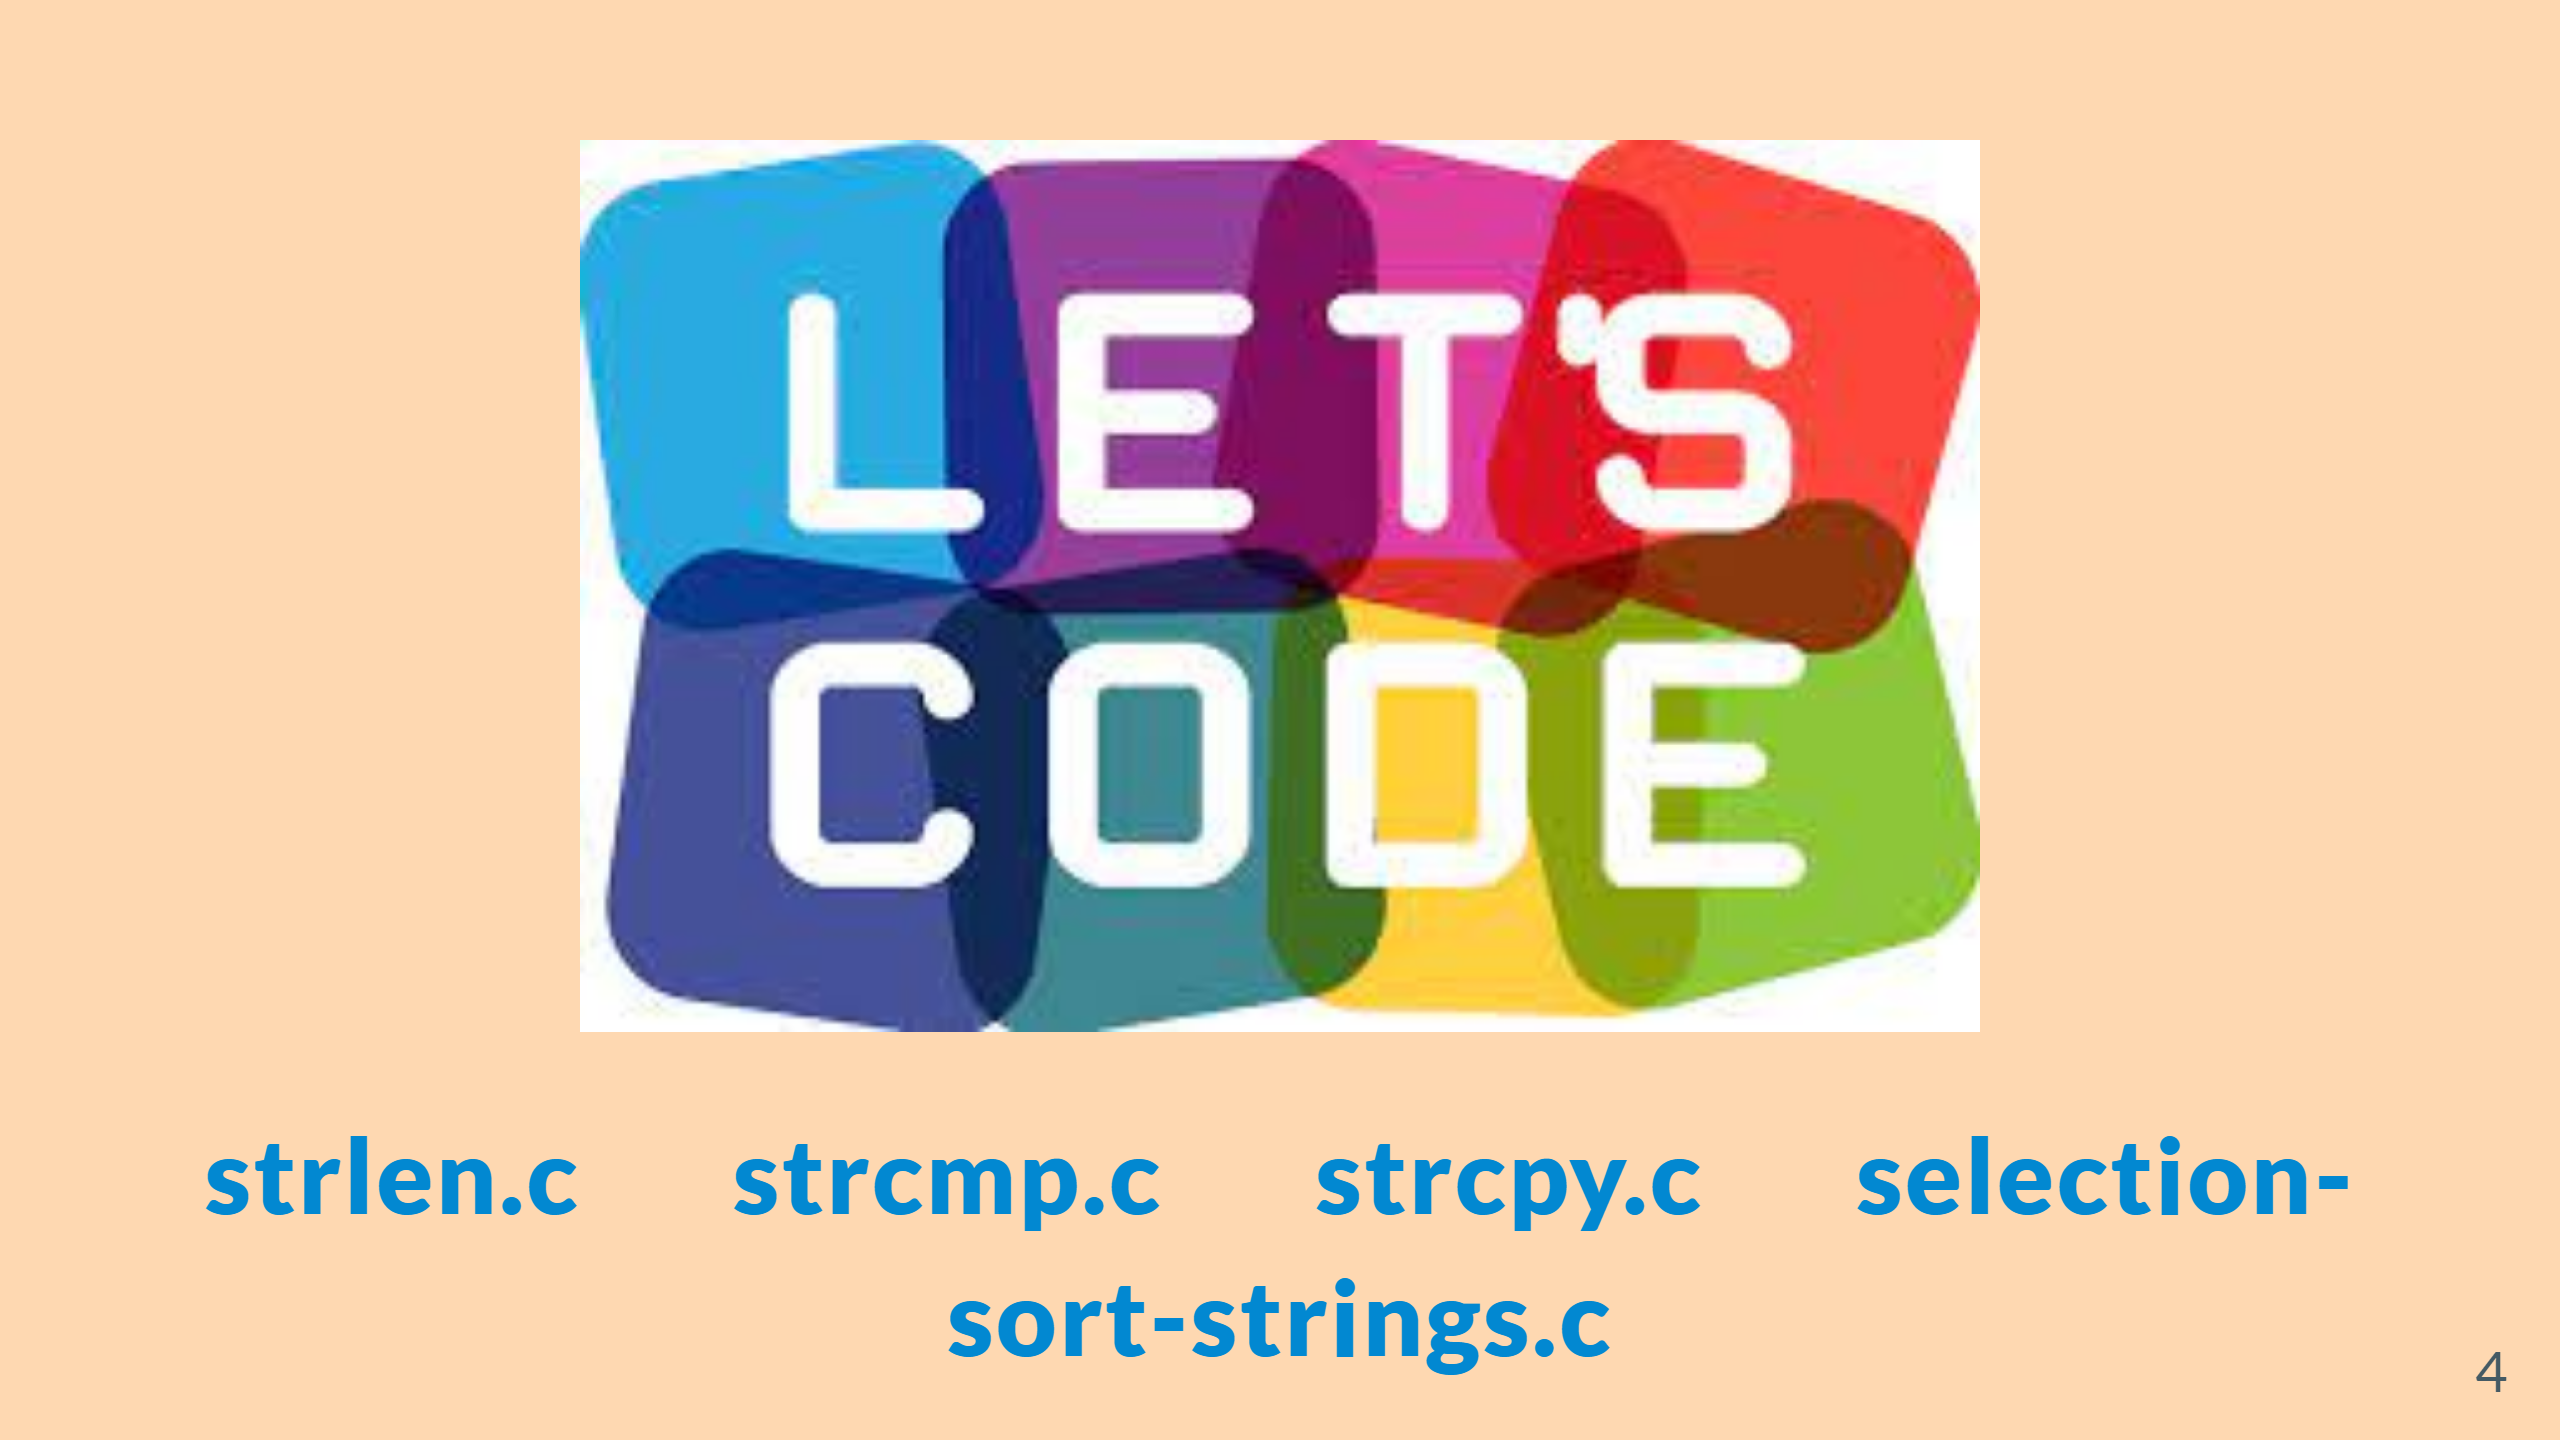 LET'S
CODE
strlen.c strcmp.c strcpy.c selection-
sort-strings.c
4